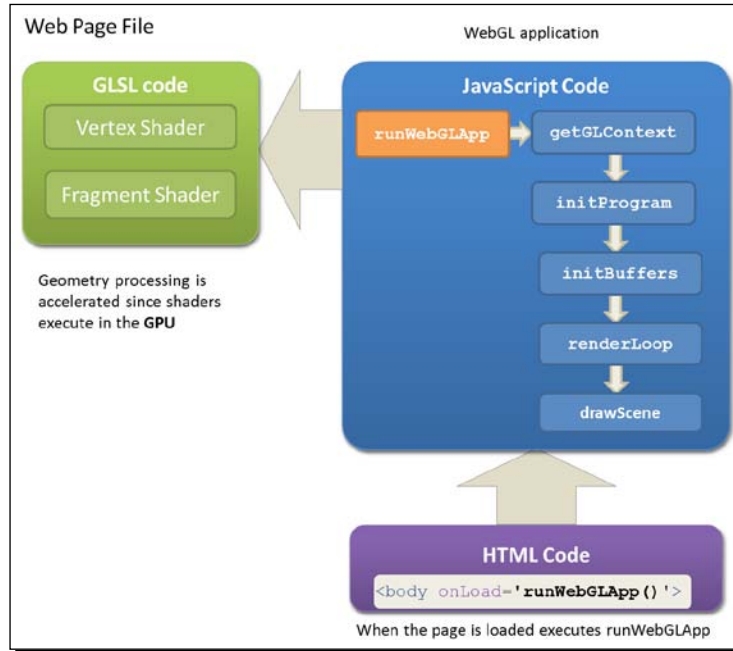 Web Page File
WebGL application
GLSL code
Vertex Shader
Fragment Shader
Geometry processing is
accelerated since shaders
execute in the GPU
JavaScript Code
runWebGLApp
getGLContext
initProgram
initBuffers
renderLoop
drawScene
HTML Code
<body onLoad='runWebGLApp()'>
When the page is loaded executes runWebGLApp